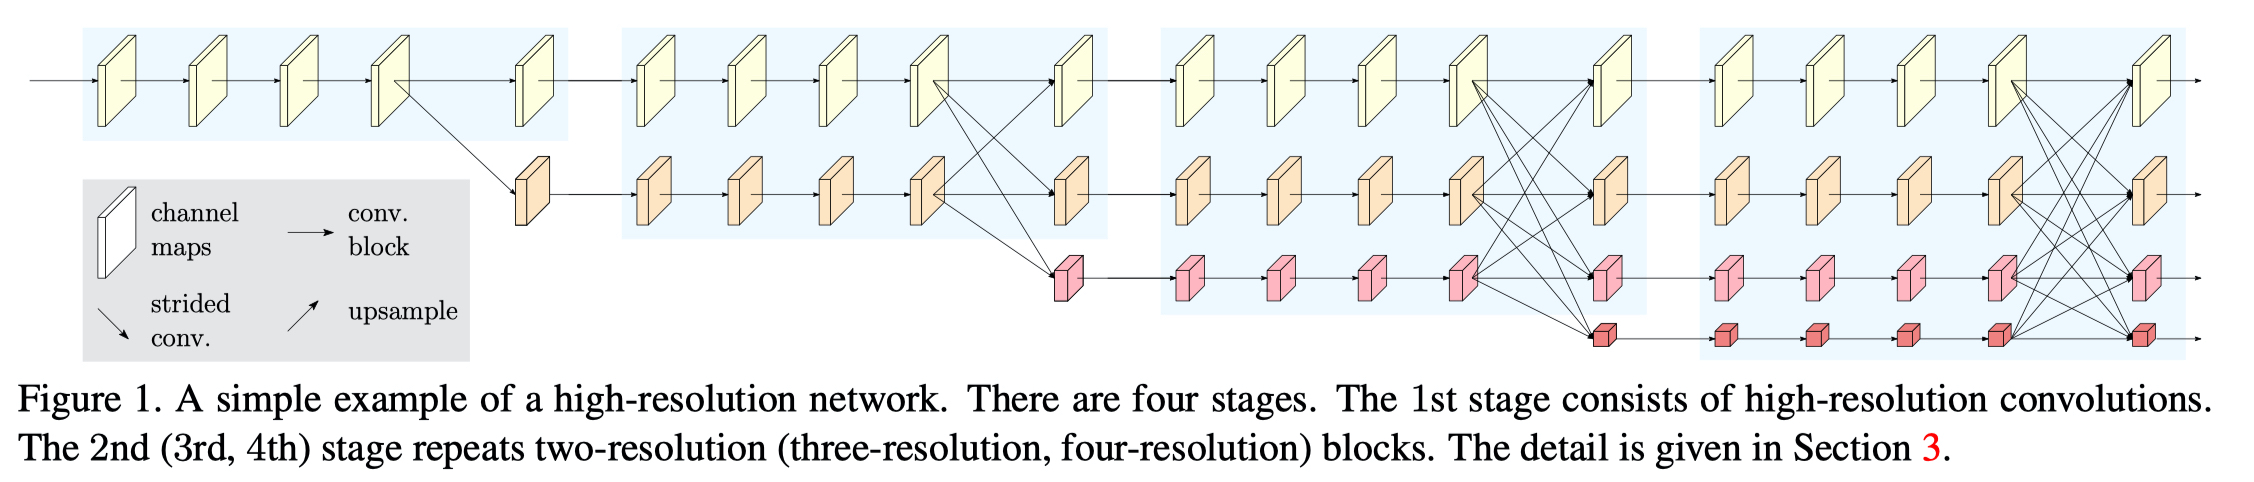 channel
maps
conv.
block
strided
conv.
upsample
Figure 1. A simple example of a high-resolution network. There are four stages. The 1st stage consists of high-resolution convolutions.
The 2nd (3rd, 4th) stage repeats two-resolution (three-resolution, four-resolution) blocks. The detail is given in Section 3.